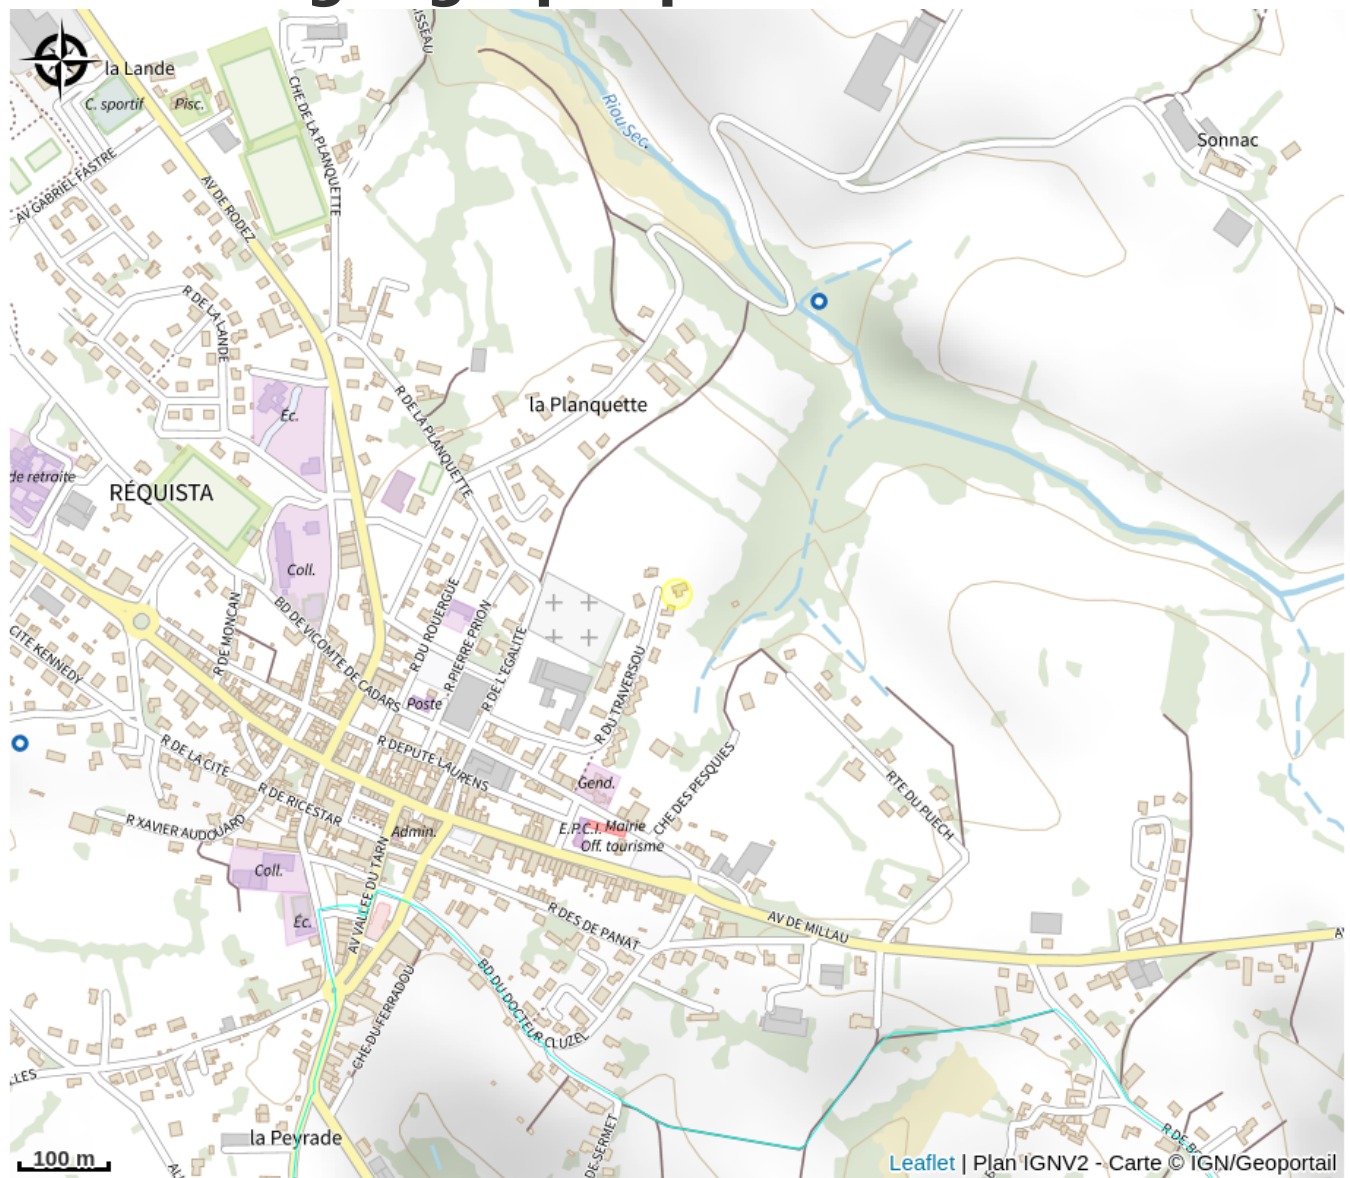 la Lande
C. sportif
Pisc.
CHE DE LA PLANQUETTE
Riou Sec.
Sonnac
AV GABRIEL FASTRE
AV DE RODEZ
R DE LA LANDE
Éc.
R DE LA PLANQUETTE
la Planquette
de retraite
RÉQUISTA
Coll.
R DE MONCAN
BD DE VICOMTE DE CADARS
R DU ROUERGUE
R PIERRE PRION
R DE L'EGALITE
CITE KENNEDY
Poste
R DU TRAVERSOU
R DE LA CITE
R DEPUTE LAURENS
Gend.
CHE DES PESQUIES
RTE DU PUECH
R DE RICESTAR
R XAVIER AUDOUARD
Admin.
E.P.C.I.
Mairie
Off. tourisme
Coll.
AV VALLEE DU TARN
Éc.
R DES DE PANAT
AV DE MILLAU
BD DU DOCTEUR CLUZEL
CHE DU FERRADOU
LLES
la Peyrade
DE SERMET
100 m
Leaflet | Plan IGNV2 - Carte © IGN/Geoportail